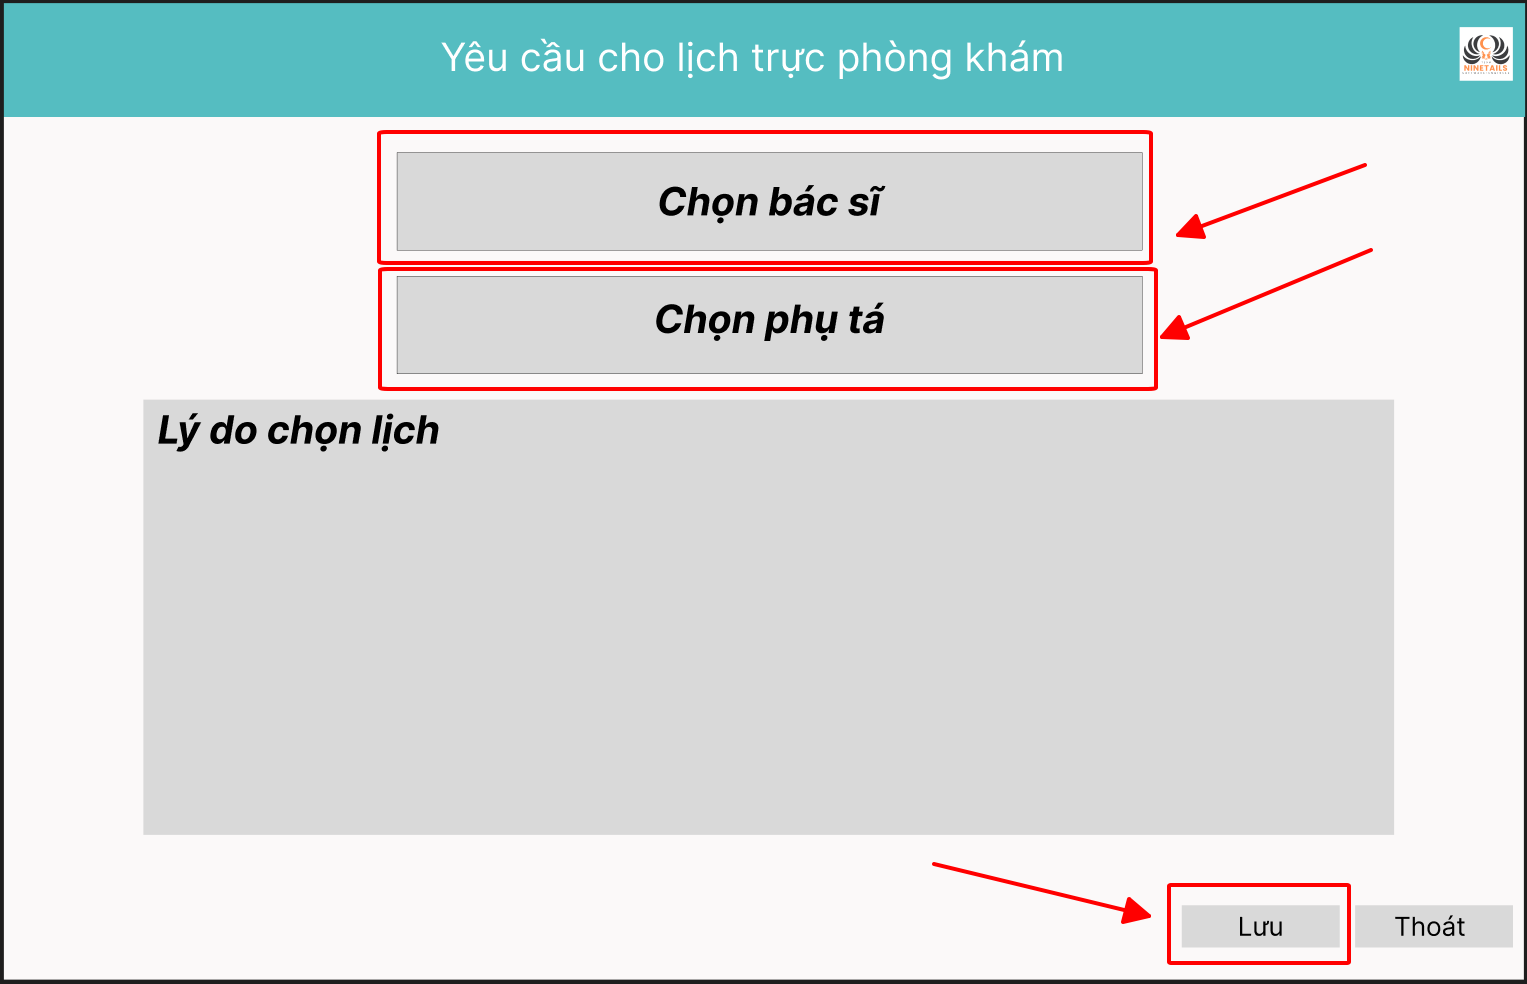 Yêu cầu cho lịch trực phòng khám
NINETAILS
Chọn bác sĩ
Chọn phụ tá
Lý do chọn lịch
Lưu
Thoát